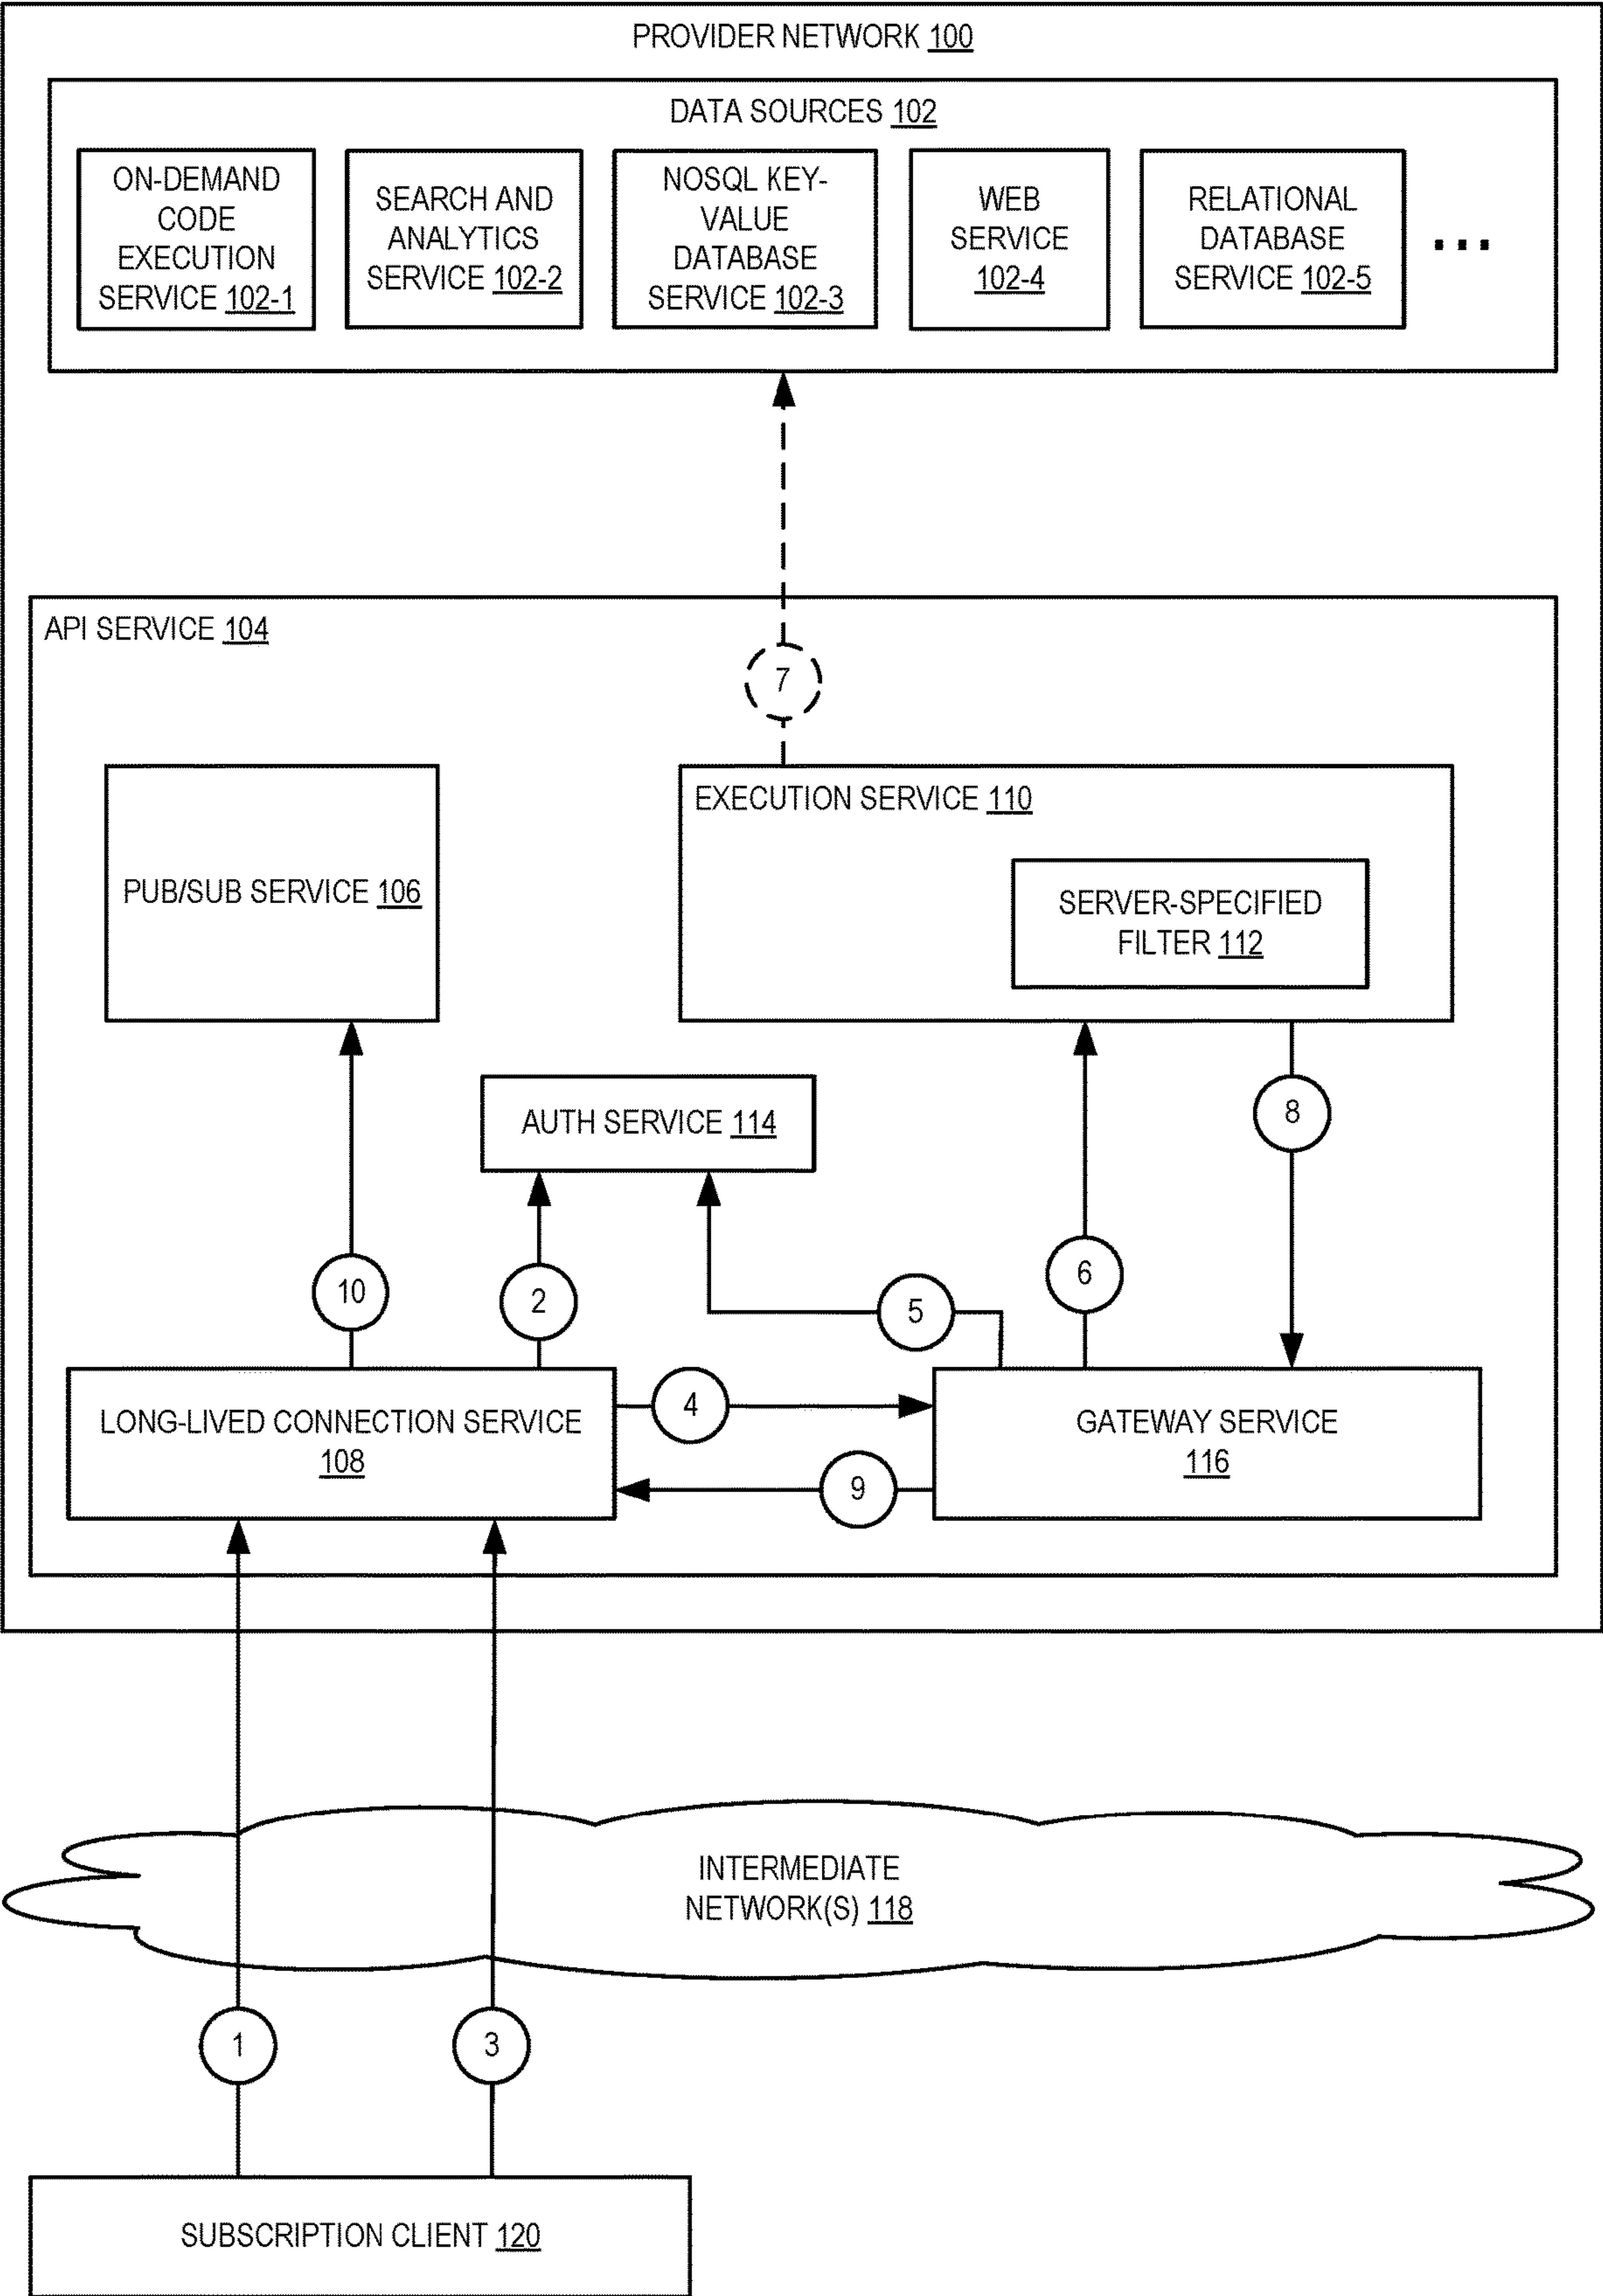 PROVIDER NETWORK 100
DATA SOURCES 102
ON-DEMAND
CODE
EXECUTION
SERVICE 102-1
SEARCH AND
ANALYTICS
SERVICE 102-2
NOSQL KEY-
VALUE
DATABASE
SERVICE 102-3
WEB
SERVICE
102-4
RELATIONAL
DATABASE
SERVICE 102-5
...
API SERVICE 104
7
EXECUTION SERVICE 110
PUB/SUB SERVICE 106
SERVER-SPECIFIED
FILTER 112
AUTH SERVICE 114
8
10
2
5
6
4
LONG-LIVED CONNECTION SERVICE
108
GATEWAY SERVICE
116
9
INTERMEDIATE
NETWORK(S) 118
1
3
SUBSCRIPTION CLIENT 120